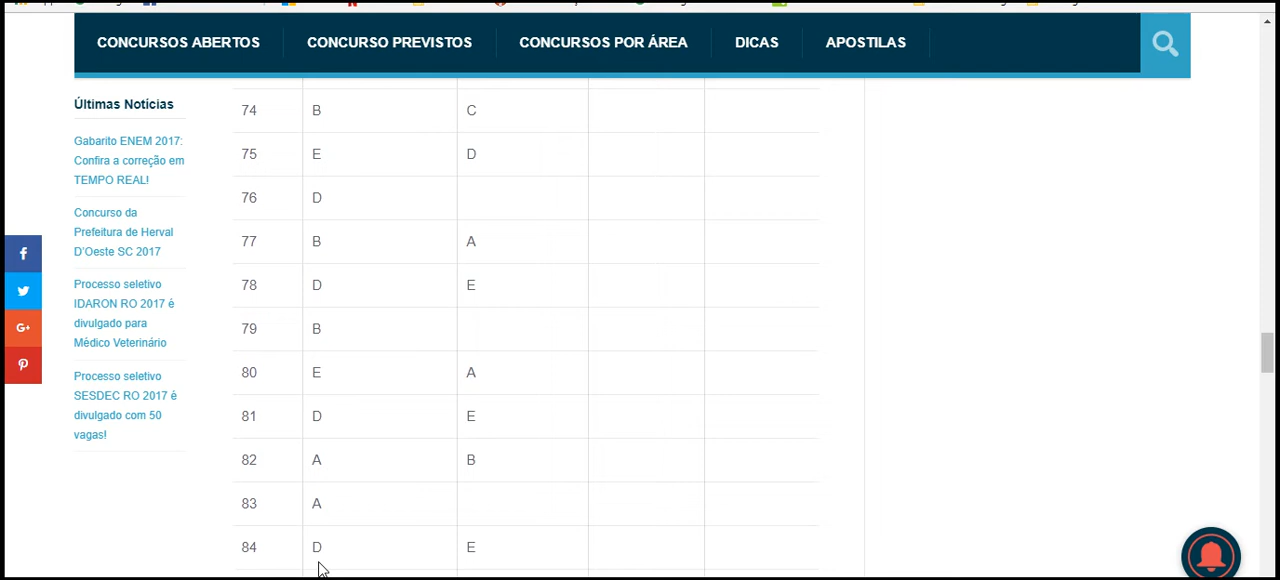 CONCURSOS ABERTOS CONCURSO PREVISTOS CONCURSOS POR ÁREA DICAS APOSTILAS
Últimas Notícias
Gabarito ENEM 2017:
Confira a correção em
TEMPO REAL!
Concurso da
Prefeitura de Herval
D'Oeste SC 2017
Processo seletivo
IDARON RO 2017 é
divulgado para
Médico Veterinário
Processo seletivo
SESDEC RO 2017 é
divulgado com 50
vagas!
74 B C
75 E D
76 D
77 B A
78 D E
79 B
80 E A
81 D E
82 A B
83 A
84 D E